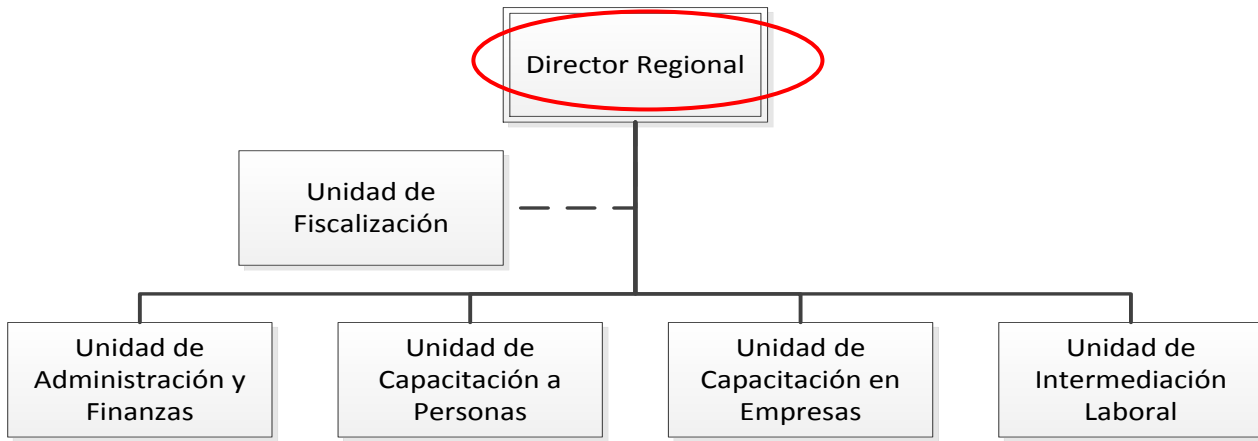 Director Regional
Unidad de
Fiscalización
Unidad de
Administración y
Finanzas
Unidad de
Capacitación a
Personas
Unidad de
Capacitación en
Empresas
Unidad de
Intermediación
Laboral